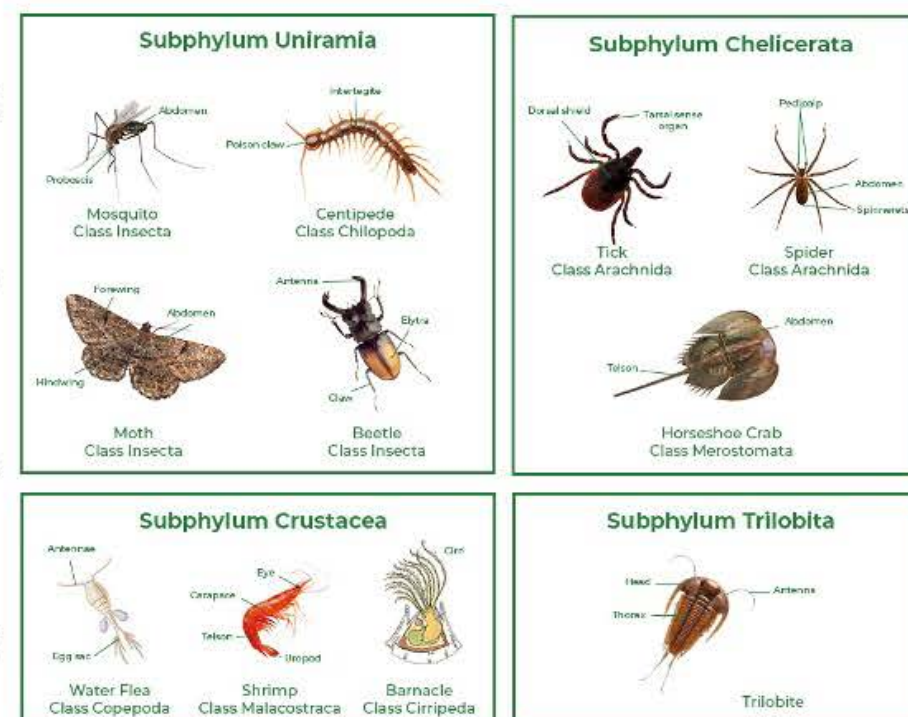 Subphylum Uniramia
Abdomen
Proboscis
Mosquito
Class Insecta
Intertegite
Poison claw
Centipede
Class Chilopoda
Forewing
Abdomen
Hindwing
Moth
Class Insecta
Antenna
Elytra
Claw
Beetle
Class Insecta
Subphylum Chelicerata
Dorsal shield
Tarsal sense
organ
Tick
Class Arachnida
Pedipalp
Abdomen
Spinnerets
Spider
Class Arachnida
Abdomen
Telson
Horseshoe Crab
Class Merostomata
Subphylum Crustacea
Antennae
Egg sac
Water Flea
Class Copepoda
Eye
Carapace
Telson
Uropod
Shrimp
Class Malacostraca
Cirri
Barnacle
Class Cirripeda
Subphylum Trilobita
Head
Antenna
Thorax
Trilobite